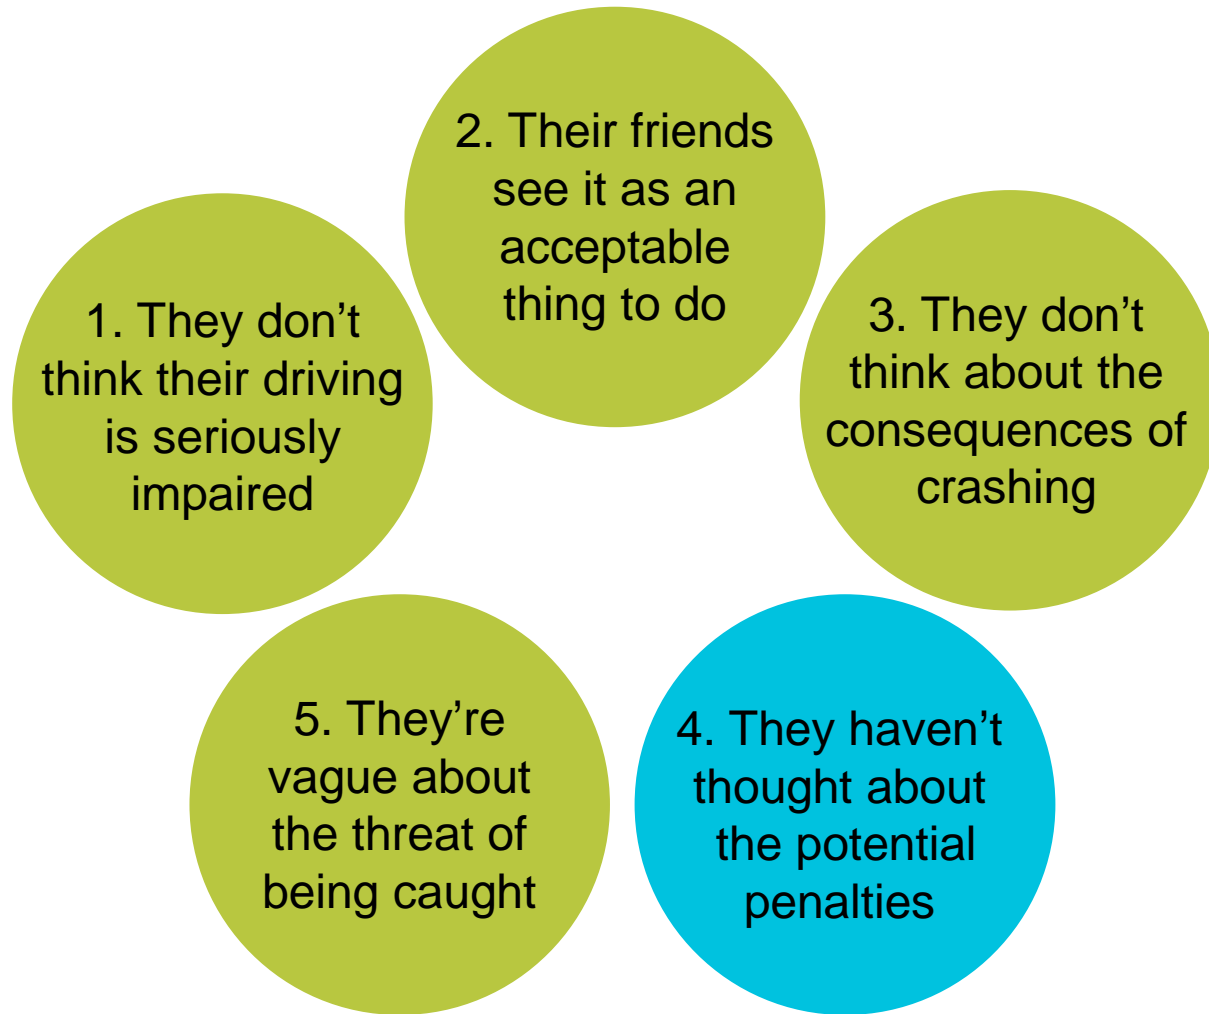 1. They don’t
think their driving
is seriously
impaired
2. Their friends
see it as an
acceptable
thing to do
3. They don’t
think about the
consequences of
crashing
4. They haven’t
thought about
the potential
penalties
5. They’re
vague about
the threat of
being caught